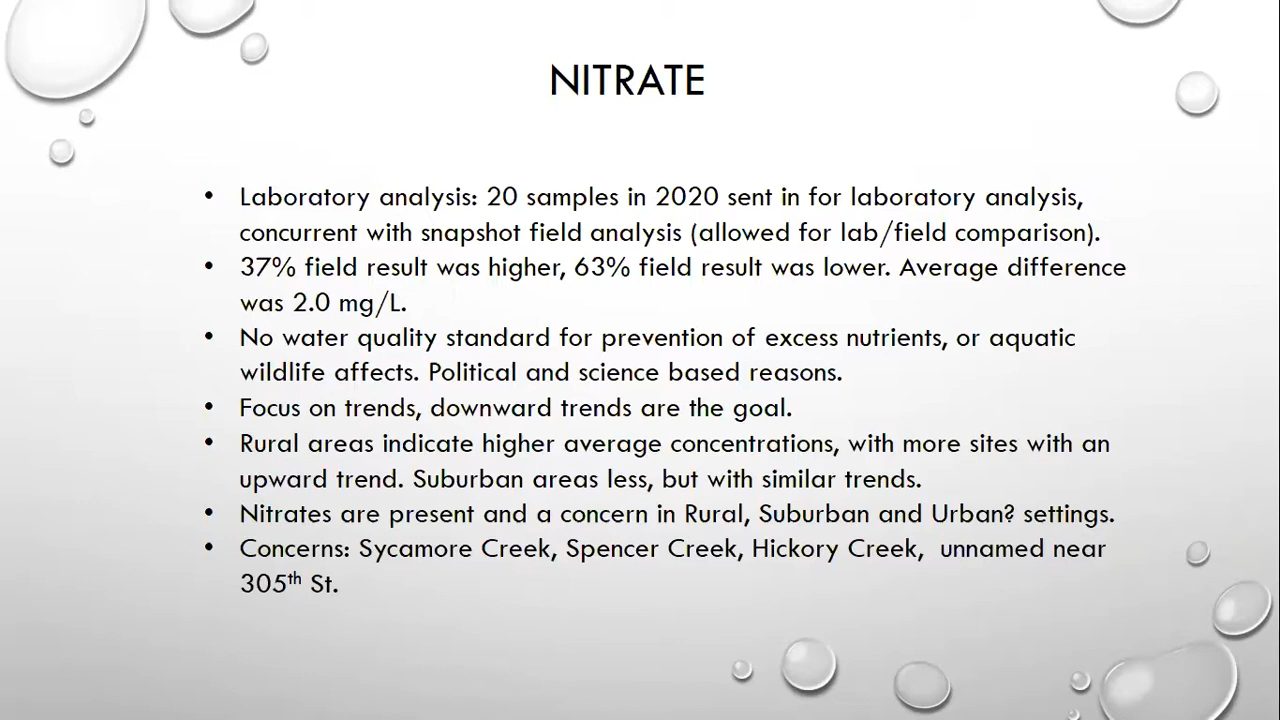 NITRATE
• Laboratory analysis: 20 samples in 2020 sent in for laboratory analysis,
concurrent with snapshot field analysis (allowed for lab/field comparison).
• 37% field result was higher, 63% field result was lower. Average difference
was 2.0 mg/L.
• No water quality standard for prevention of excess nutrients, or aquatic
wildlife affects. Political and science based reasons.
• Focus on trends, downward trends are the goal.
• Rural areas indicate higher average concentrations, with more sites with an
upward trend. Suburban areas less, but with similar trends.
• Nitrates are present and a concern in Rural, Suburban and Urban? settings.
• Concerns: Sycamore Creek, Spencer Creek, Hickory Creek,  unnamed near
305th St.